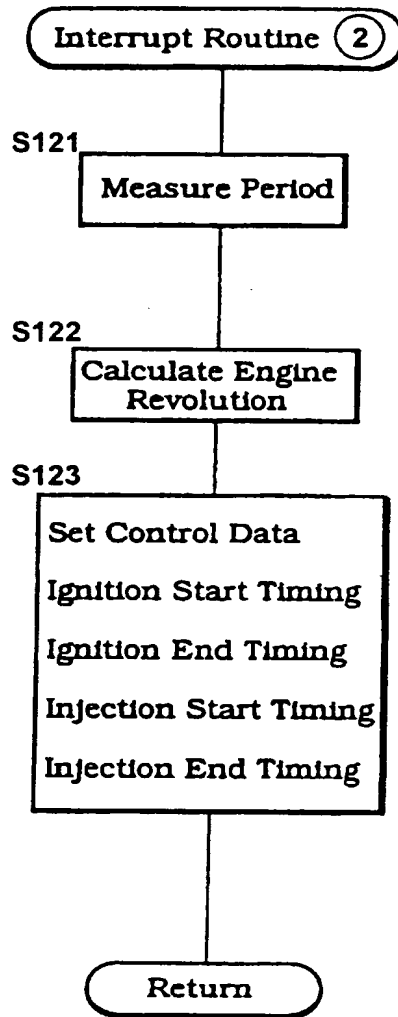 Interrupt Routine 2
S121
Measure Period
S122
Calculate Engine
Revolution
S123
Set Control Data
Ignition Start Timing
Ignition End Timing
Injection Start Timing
Injection End Timing
Return